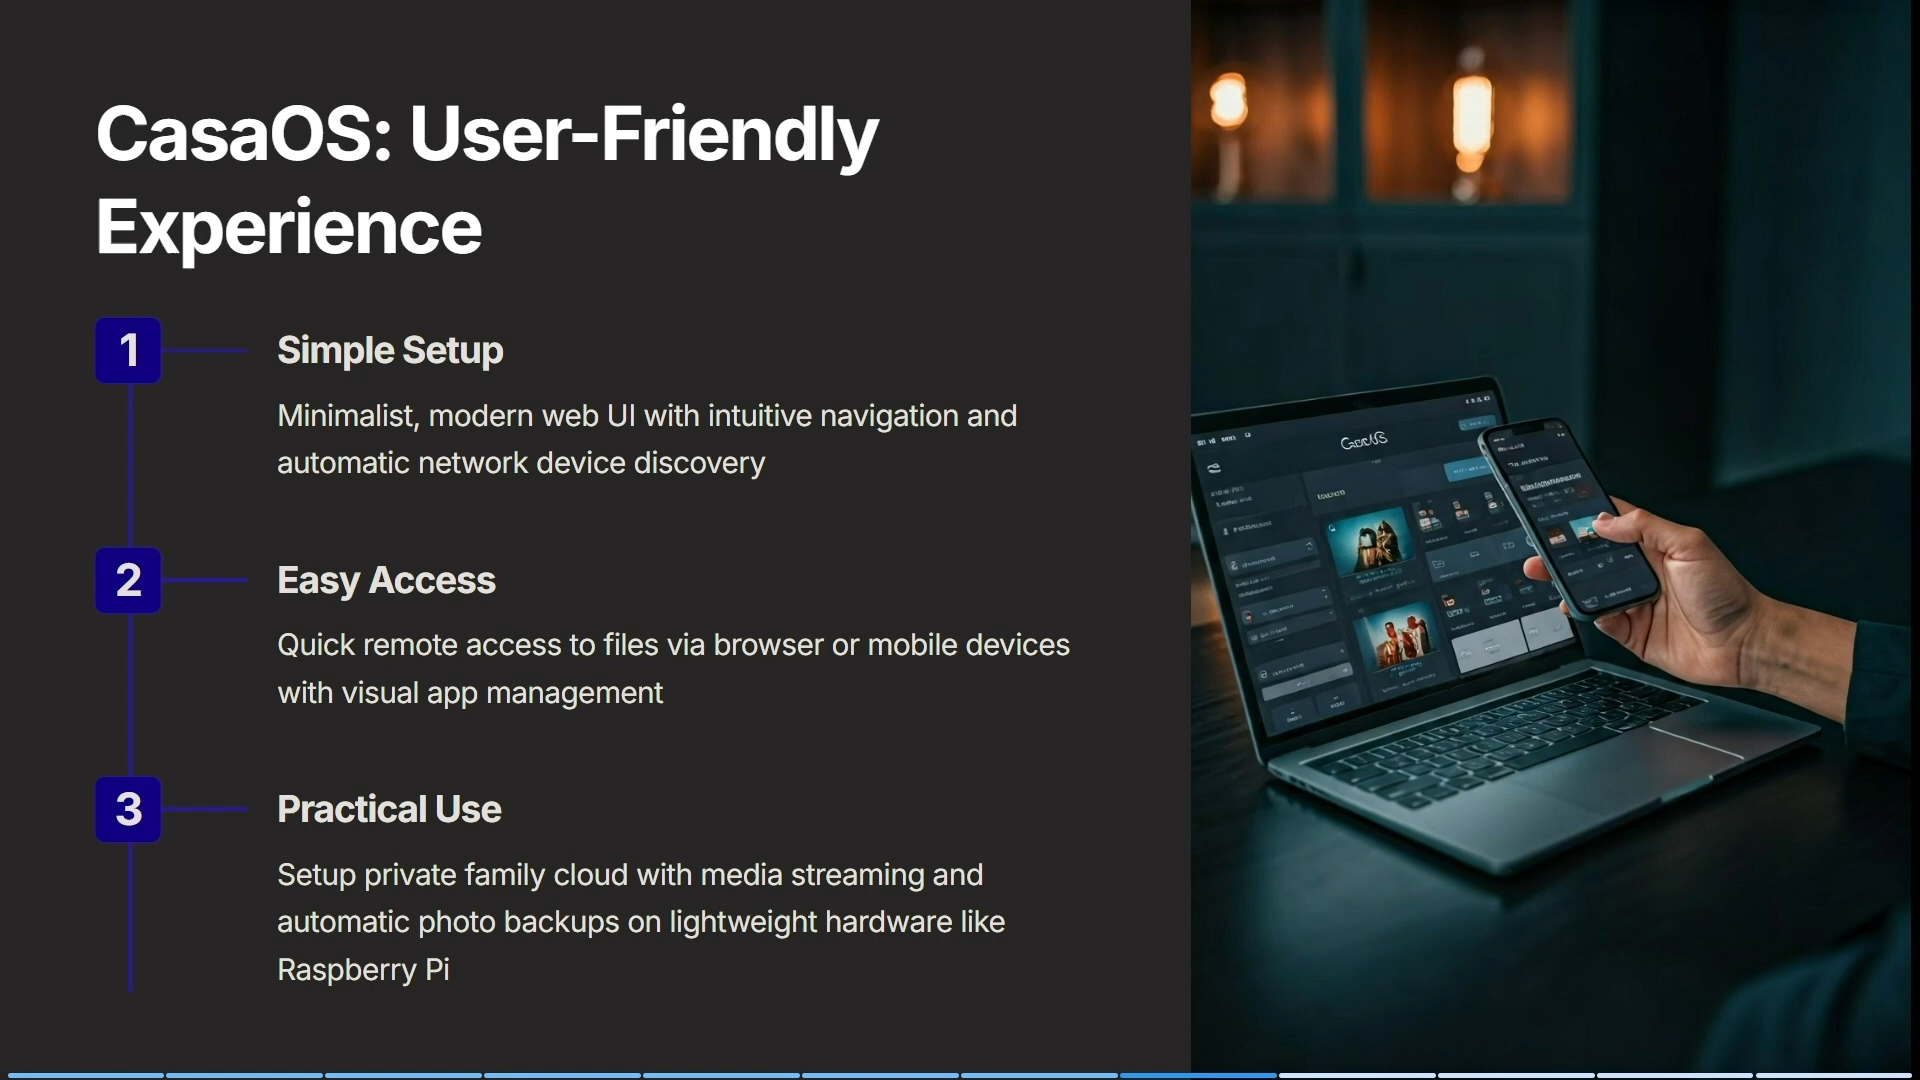 CasaOS: User-Friendly
Experience
1
Simple Setup
Minimalist, modern web UI with intuitive navigation and
automatic network device discovery
2
Easy Access
Quick remote access to files via browser or mobile devices
with visual app management
3
Practical Use
Setup private family cloud with media streaming and
automatic photo backups on lightweight hardware like
Raspberry Pi